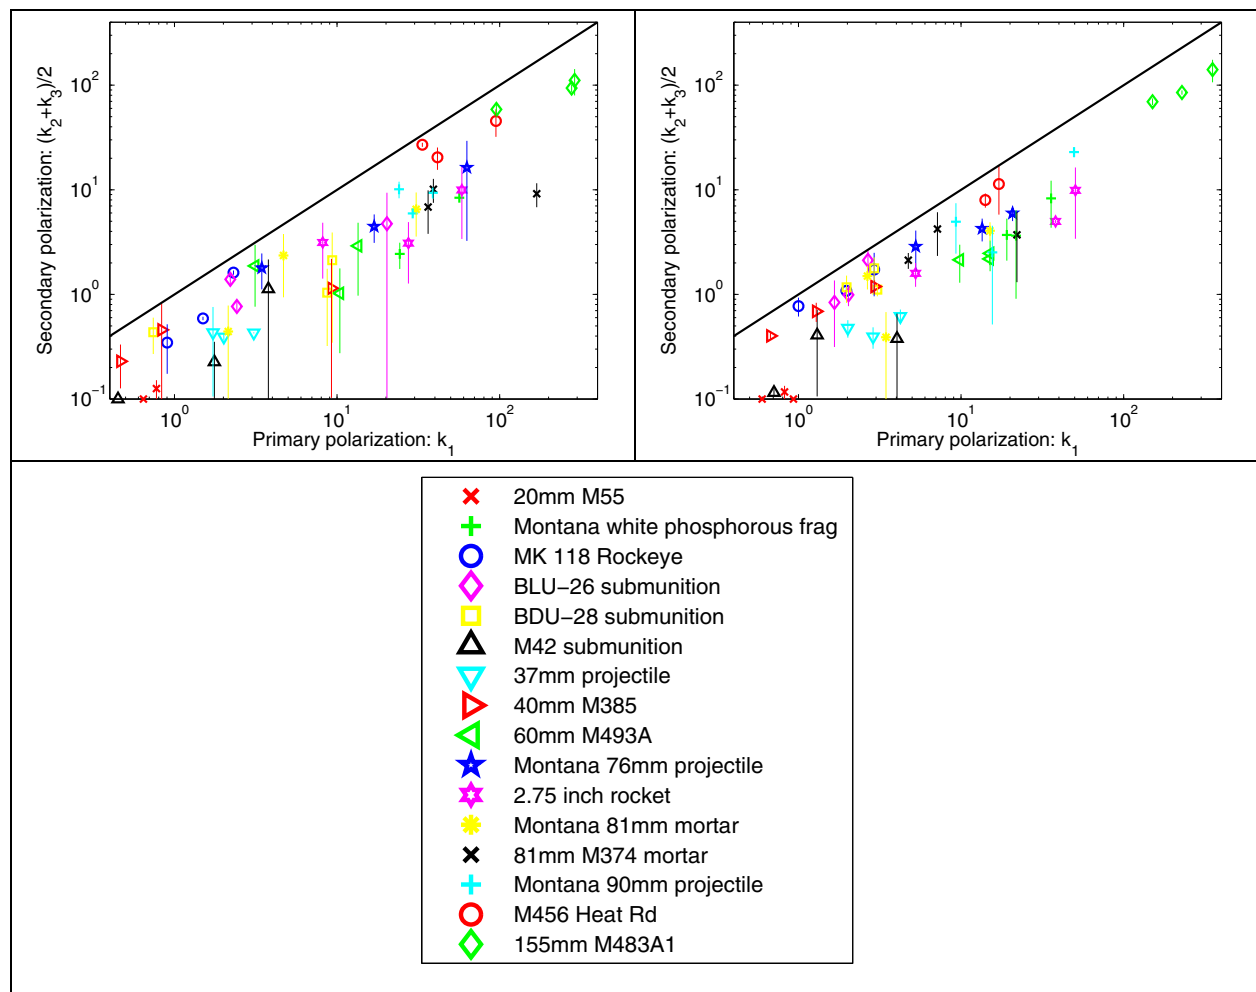 10^2
10^1
10^0
10^-1
Secondary polarization: (k_2+k_3)/2
10^0
10^1
10^2
Primary polarization: k_1
10^2
10^1
10^0
10^-1
Secondary polarization: (k_2+k_3)/2
10^0
10^1
10^2
Primary polarization: k_1
20mm M55
Montana white phosphorous frag
MK 118 Rockeye
BLU−26 submunition
BDU−28 submunition
M42 submunition
37mm projectile
40mm M385
60mm M493A
Montana 76mm projectile
2.75 inch rocket
Montana 81mm mortar
81mm M374 mortar
Montana 90mm projectile
M456 Heat Rd
155mm M483A1